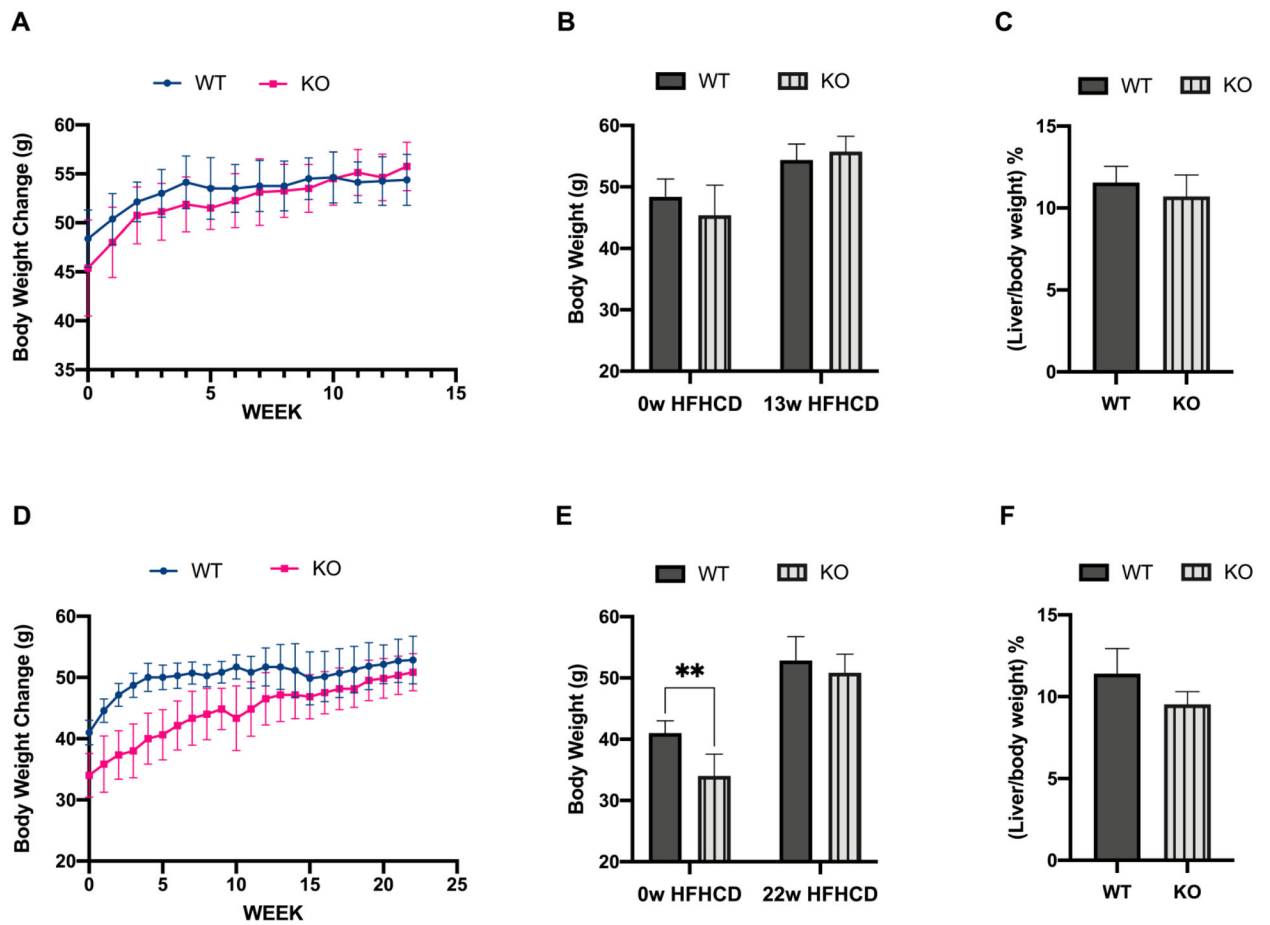 A
WT KO
Body Weight Change (g)
60
55
50
45
40
35
0 5 10 15
WEEK
B
WT KO
Body Weight (g)
60
50
40
30
20
0w HFHCD 13w HFHCD
C
WT KO
(Liver/body weight) %
15
10
5
0
WT KO
D
WT KO
Body Weight Change (g)
60
50
40
30
20
0 5 10 15 20 25
WEEK
E
WT KO
Body Weight (g)
60
50
40
30
20
**
0w HFHCD 22w HFHCD
F
WT KO
(Liver/body weight) %
15
10
5
0
WT KO